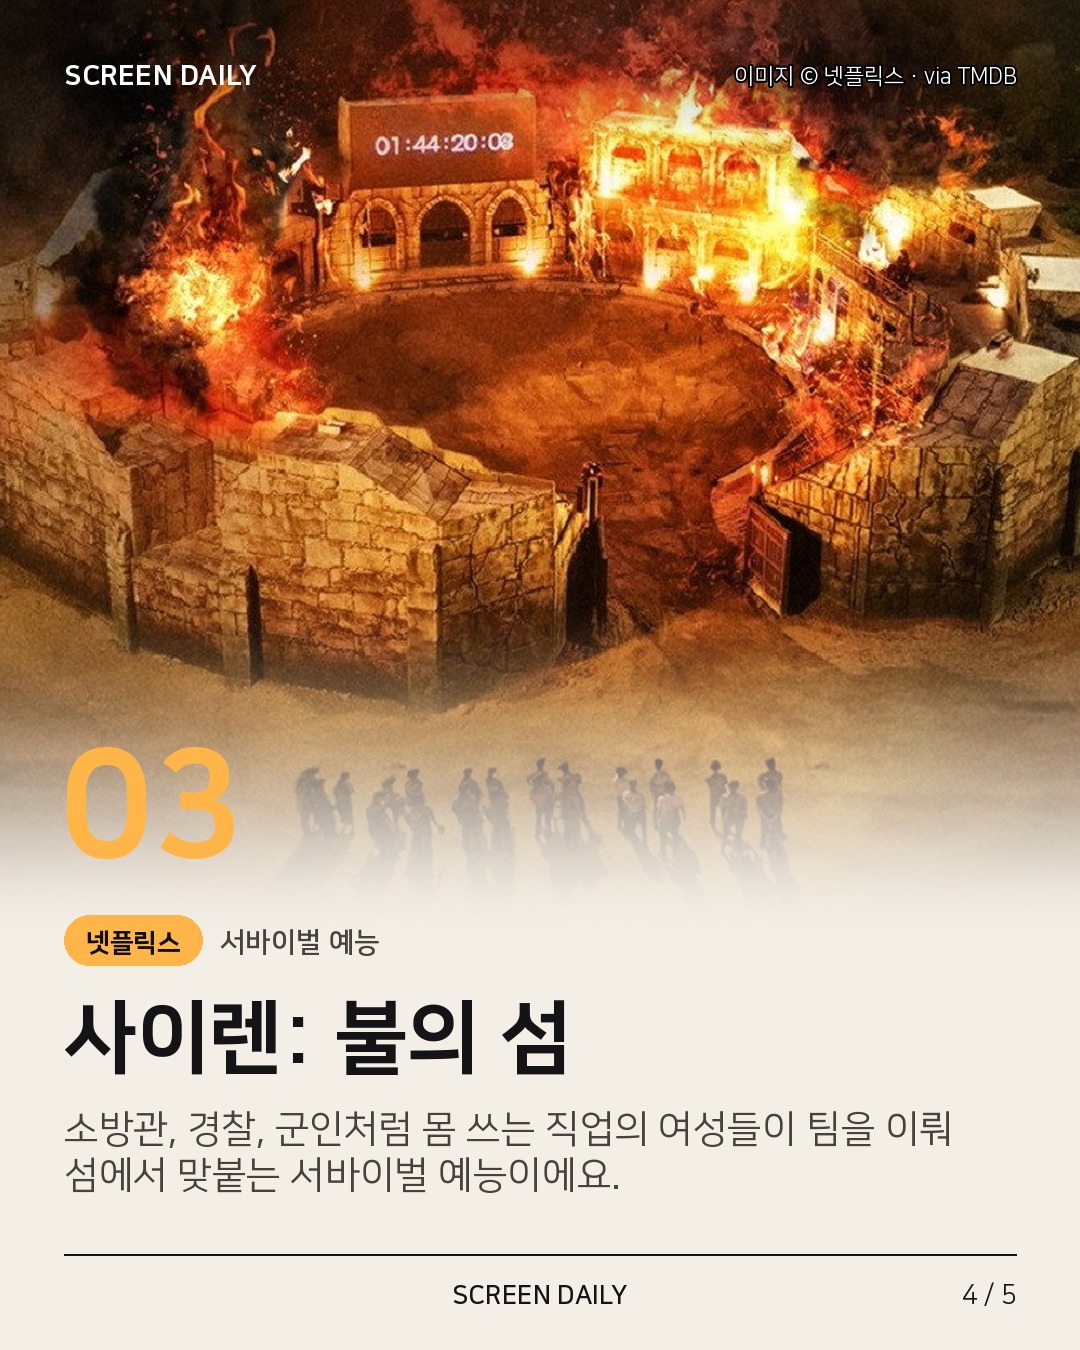 SCREEN DAILY
이미지 © 넷플릭스 · via TMDB
01:44:20:03
03
넷플릭스 서바이벌 예능
사이렌: 불의 섬
소방관, 경찰, 군인처럼 몸 쓰는 직업의 여성들이 팀을 이뤄
섬에서 맞붙는 서바이벌 예능이에요.
SCREEN DAILY
4 / 5